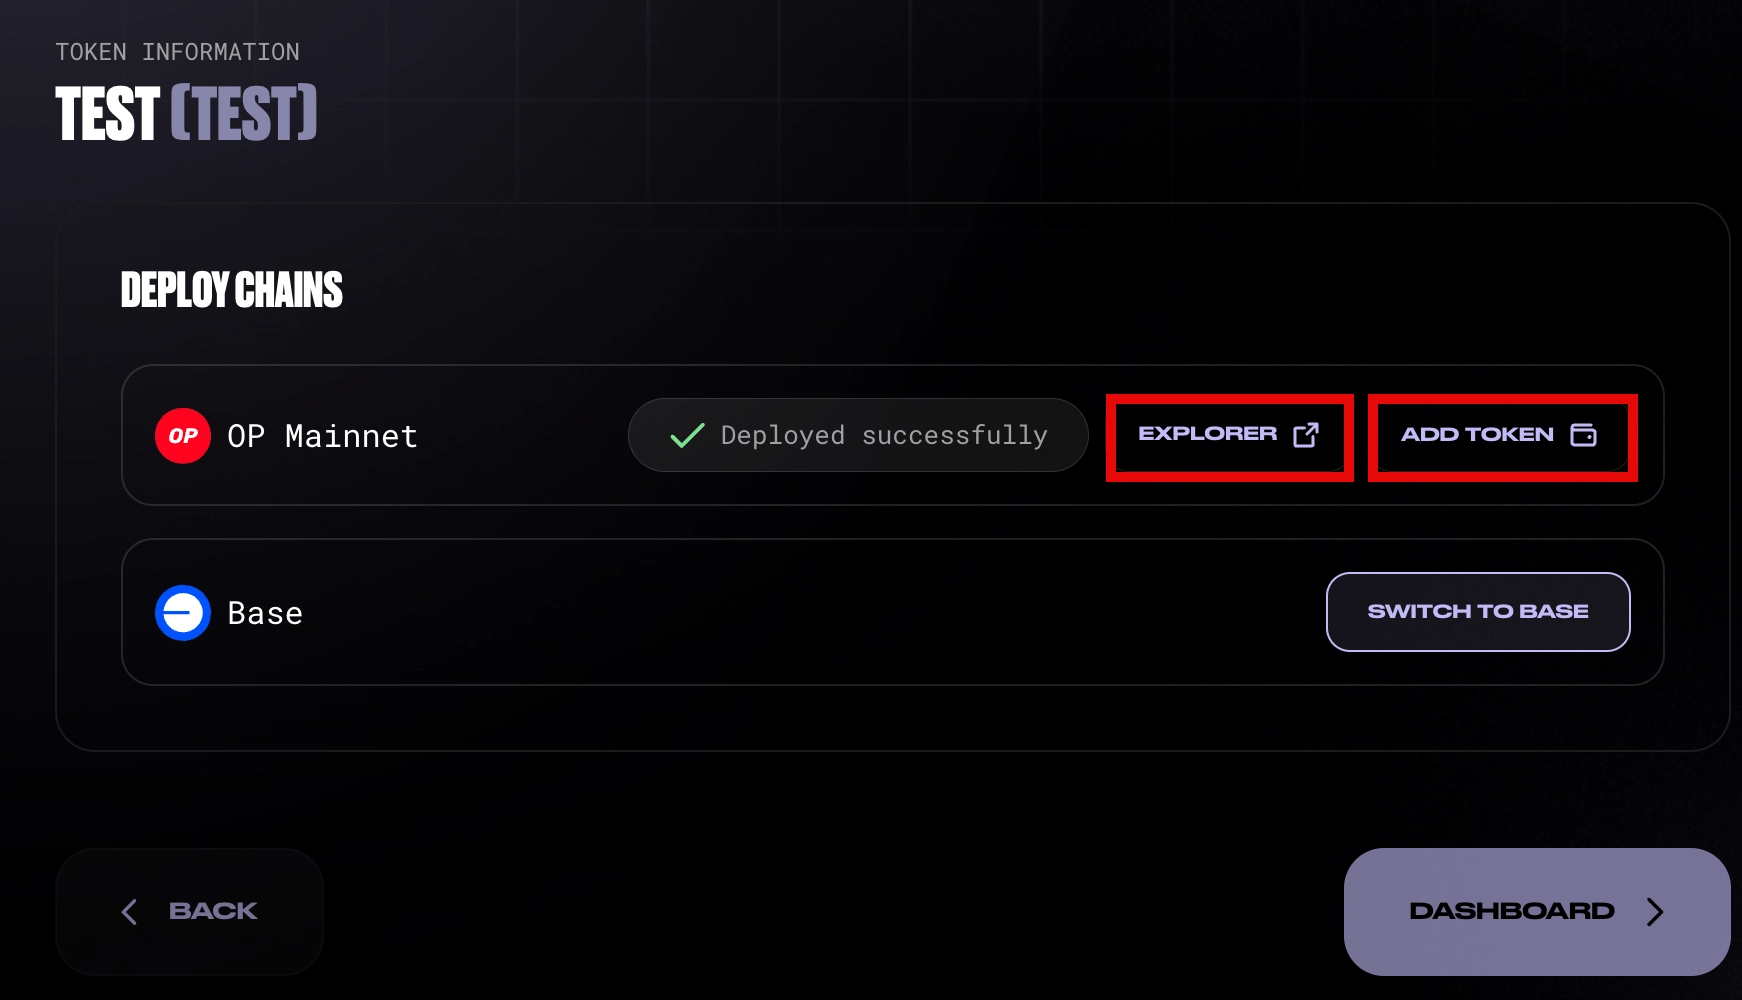 TOKEN INFORMATION
TEST (TEST)
DEPLOY CHAINS
OP OP Mainnet Deployed successfully EXPLORER ADD TOKEN
Base SWITCH TO BASE
BACK DASHBOARD